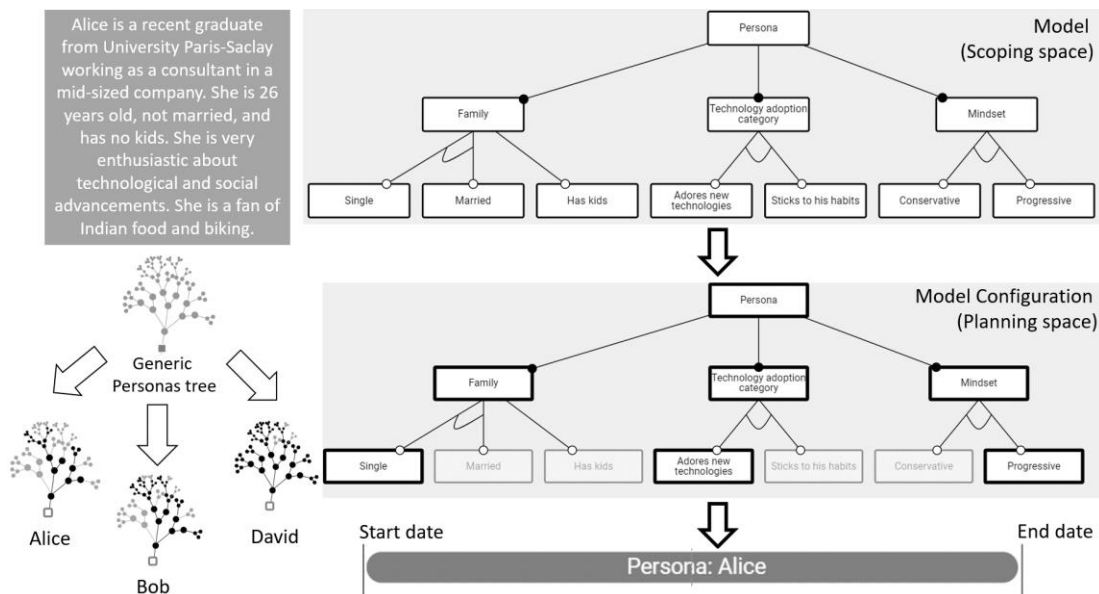 Alice is a recent graduate
from University Paris-Saclay
working as a consultant in a
mid-sized company. She is 26
years old, not married, and
has no kids. She is very
enthusiastic about
technological and social
advancements. She is a fan of
Indian food and biking.
Generic
Personas tree
Alice
Bob
David
Model
(Scoping space)
Persona
Family
Technology adoption
category
Mindset
Single
Married
Has kids
Adores new
technologies
Sticks to his habits
Conservative
Progressive
Model Configuration
(Planning space)
Persona
Family
Technology adoption
category
Mindset
Single
Married
Has kids
Adores new
technologies
Sticks to his habits
Conservative
Progressive
Start date
End date
Persona: Alice